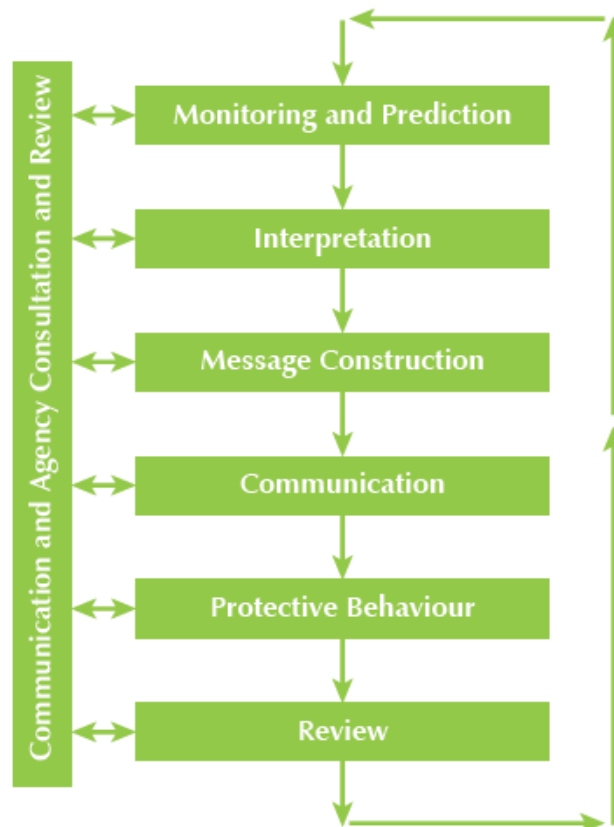 Communication and Agency Consultation and Review
Monitoring and Prediction
Interpretation
Message Construction
Communication
Protective Behaviour
Review